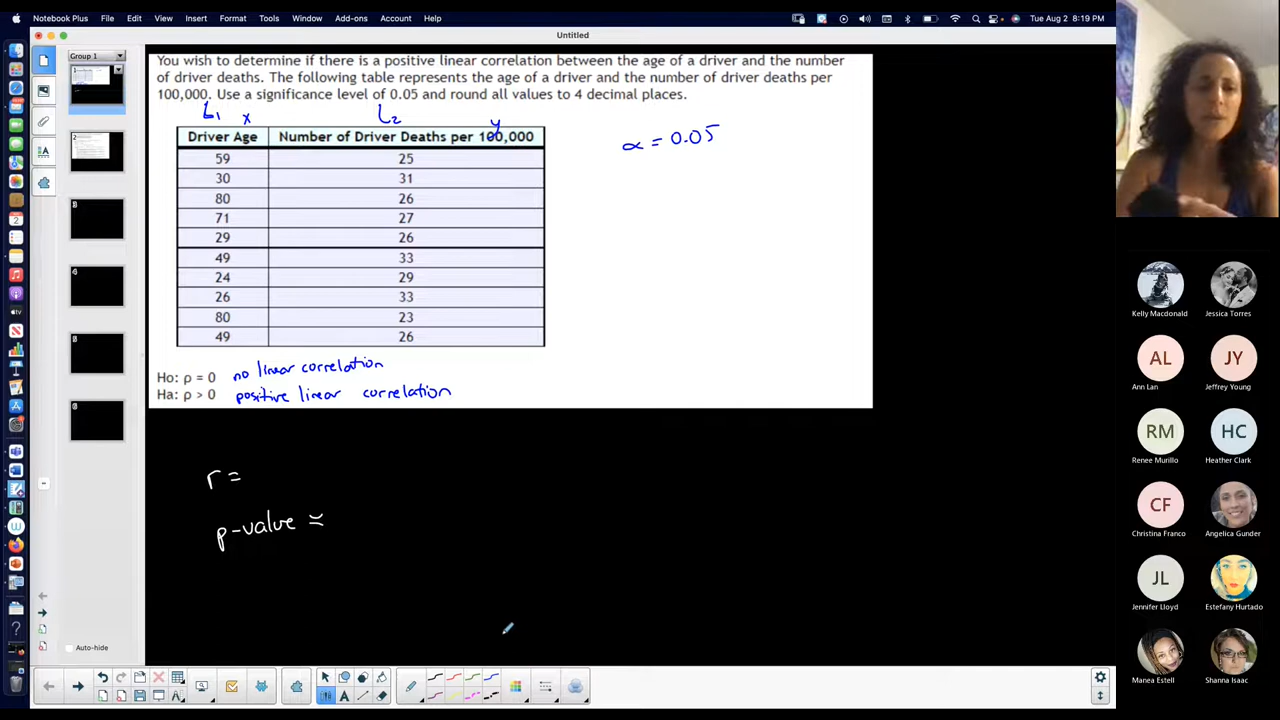 Notebook Plus File Edit View Insert Format Tools Window Add-ons Account Help
Tue Aug 2 8:19 PM
Untitled
Group 1
You wish to determine if there is a positive linear correlation between the age of a driver and the number
of driver deaths. The following table represents the age of a driver and the number of driver deaths per
100,000. Use a significance level of 0.05 and round all values to 4 decimal places.
L1 x L2 y
α = 0.05
Driver Age Number of Driver Deaths per 100,000
59 25
30 31
80 26
71 27
29 26
49 33
24 29
26 33
80 23
49 26
Ho: ρ = 0 no linear correlation
Ha: ρ > 0 positive linear correlation
r =
p-value ≈
Auto-hide
Kelly Macdonald Jessica Torres
AL JY
Ann Lan Jeffrey Young
RM HC
Renee Murillo Heather Clark
CF
Christina Franco Angelica Gunder
JL
Jennifer Lloyd Estefany Hurtado
Manea Estell Shanna Isaac